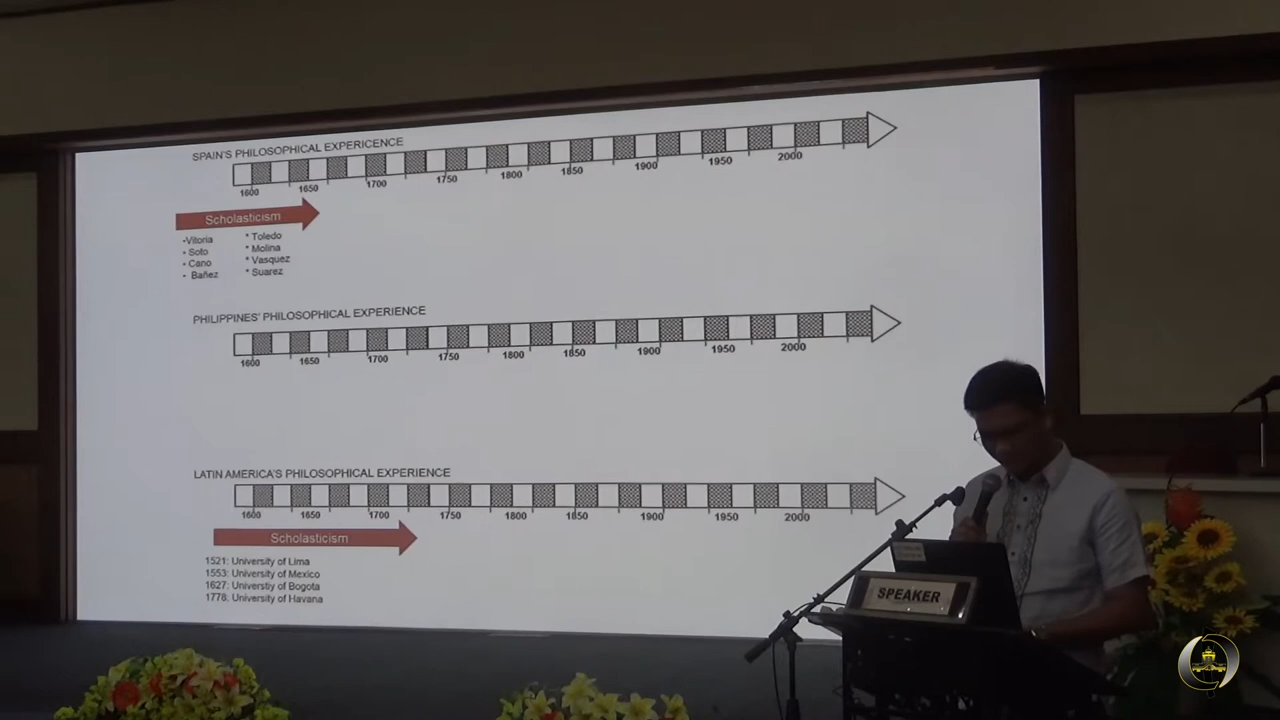 SPAIN'S PHILOSOPHICAL EXPERICENCE
1600 1650 1700 1750 1800 1850 1900 1950 2000
Scholasticism
•Vitoria * Toledo
• Soto * Molina
• Cano * Vasquez
• Bañez * Suarez
PHILIPPINES' PHILOSOPHICAL EXPERIENCE
1600 1650 1700 1750 1800 1850 1900 1950 2000
LATIN AMERICA'S PHILOSOPHICAL EXPERIENCE
1600 1650 1700 1750 1800 1850 1900 1950 2000
Scholasticism
1521: University of Lima
1553: University of Mexico
1627: Universtiy of Bogota
1778: University of Havana
SPEAKER